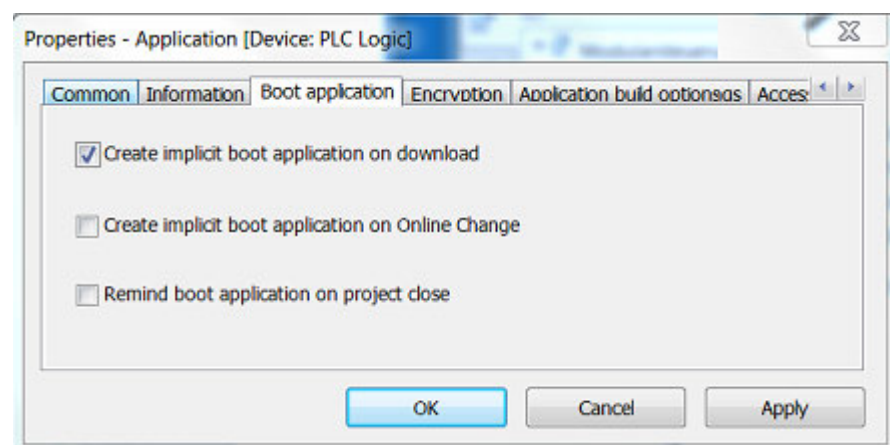 Properties - Application [Device: PLC Logic]
Common Information Boot application Encryption Application build optionsgs Acces
Create implicit boot application on download
Create implicit boot application on Online Change
Remind boot application on project close
OK Cancel Apply